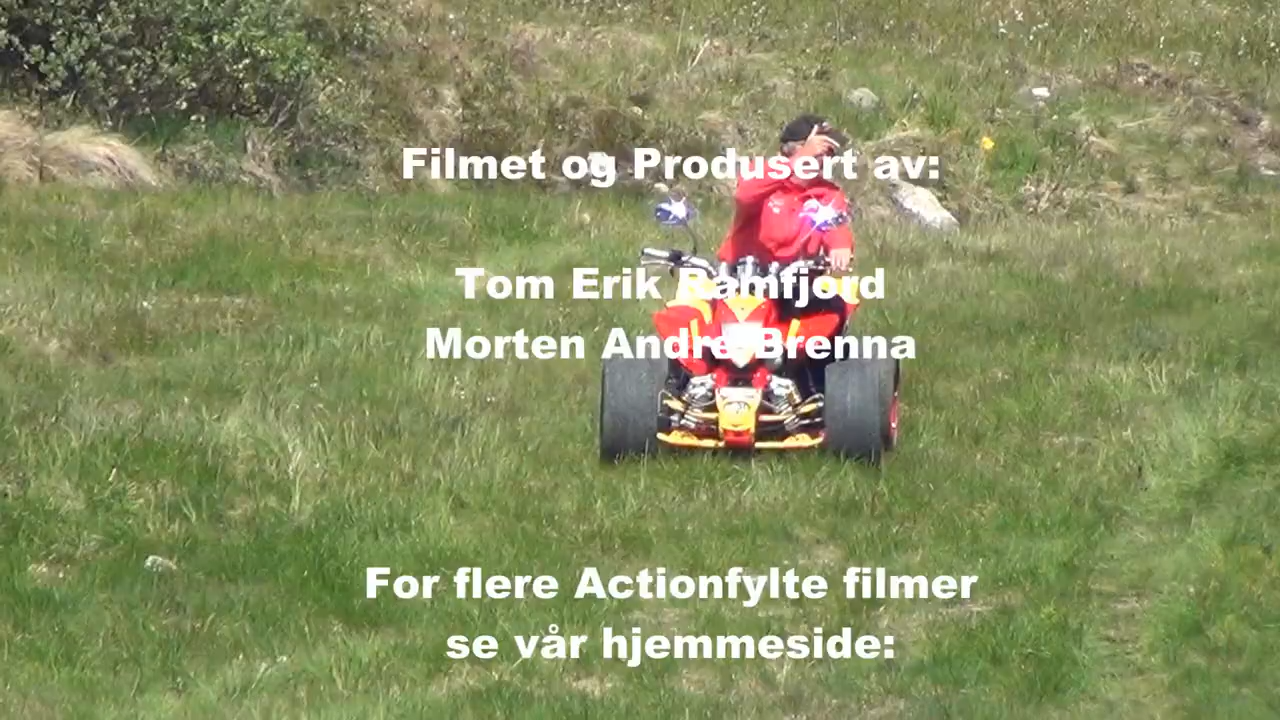 Filmet og Produsert av:
Tom Erik Ramfjord
Morten Andre Brenna
For flere Actionfylte filmer
se vår hjemmeside: